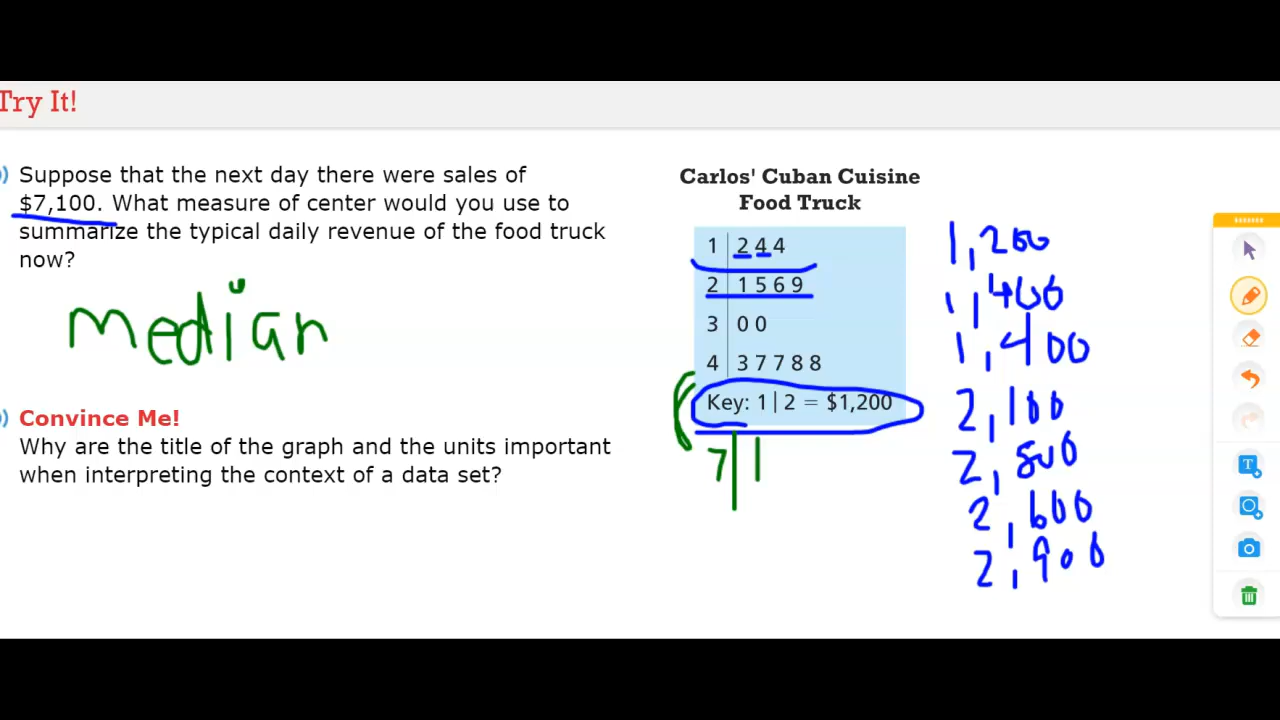 Try It!
Suppose that the next day there were sales of
$7,100. What measure of center would you use to
summarize the typical daily revenue of the food truck
now?
median
Convince Me!
Why are the title of the graph and the units important
when interpreting the context of a data set?
Carlos' Cuban Cuisine
Food Truck
1 | 2 4 4
2 | 1 5 6 9
3 | 0 0
4 | 3 7 7 8 8
Key: 1 | 2 = $1,200
7 | 1
1,200
1,400
1,400
2,100
2,500
2,600
2,900